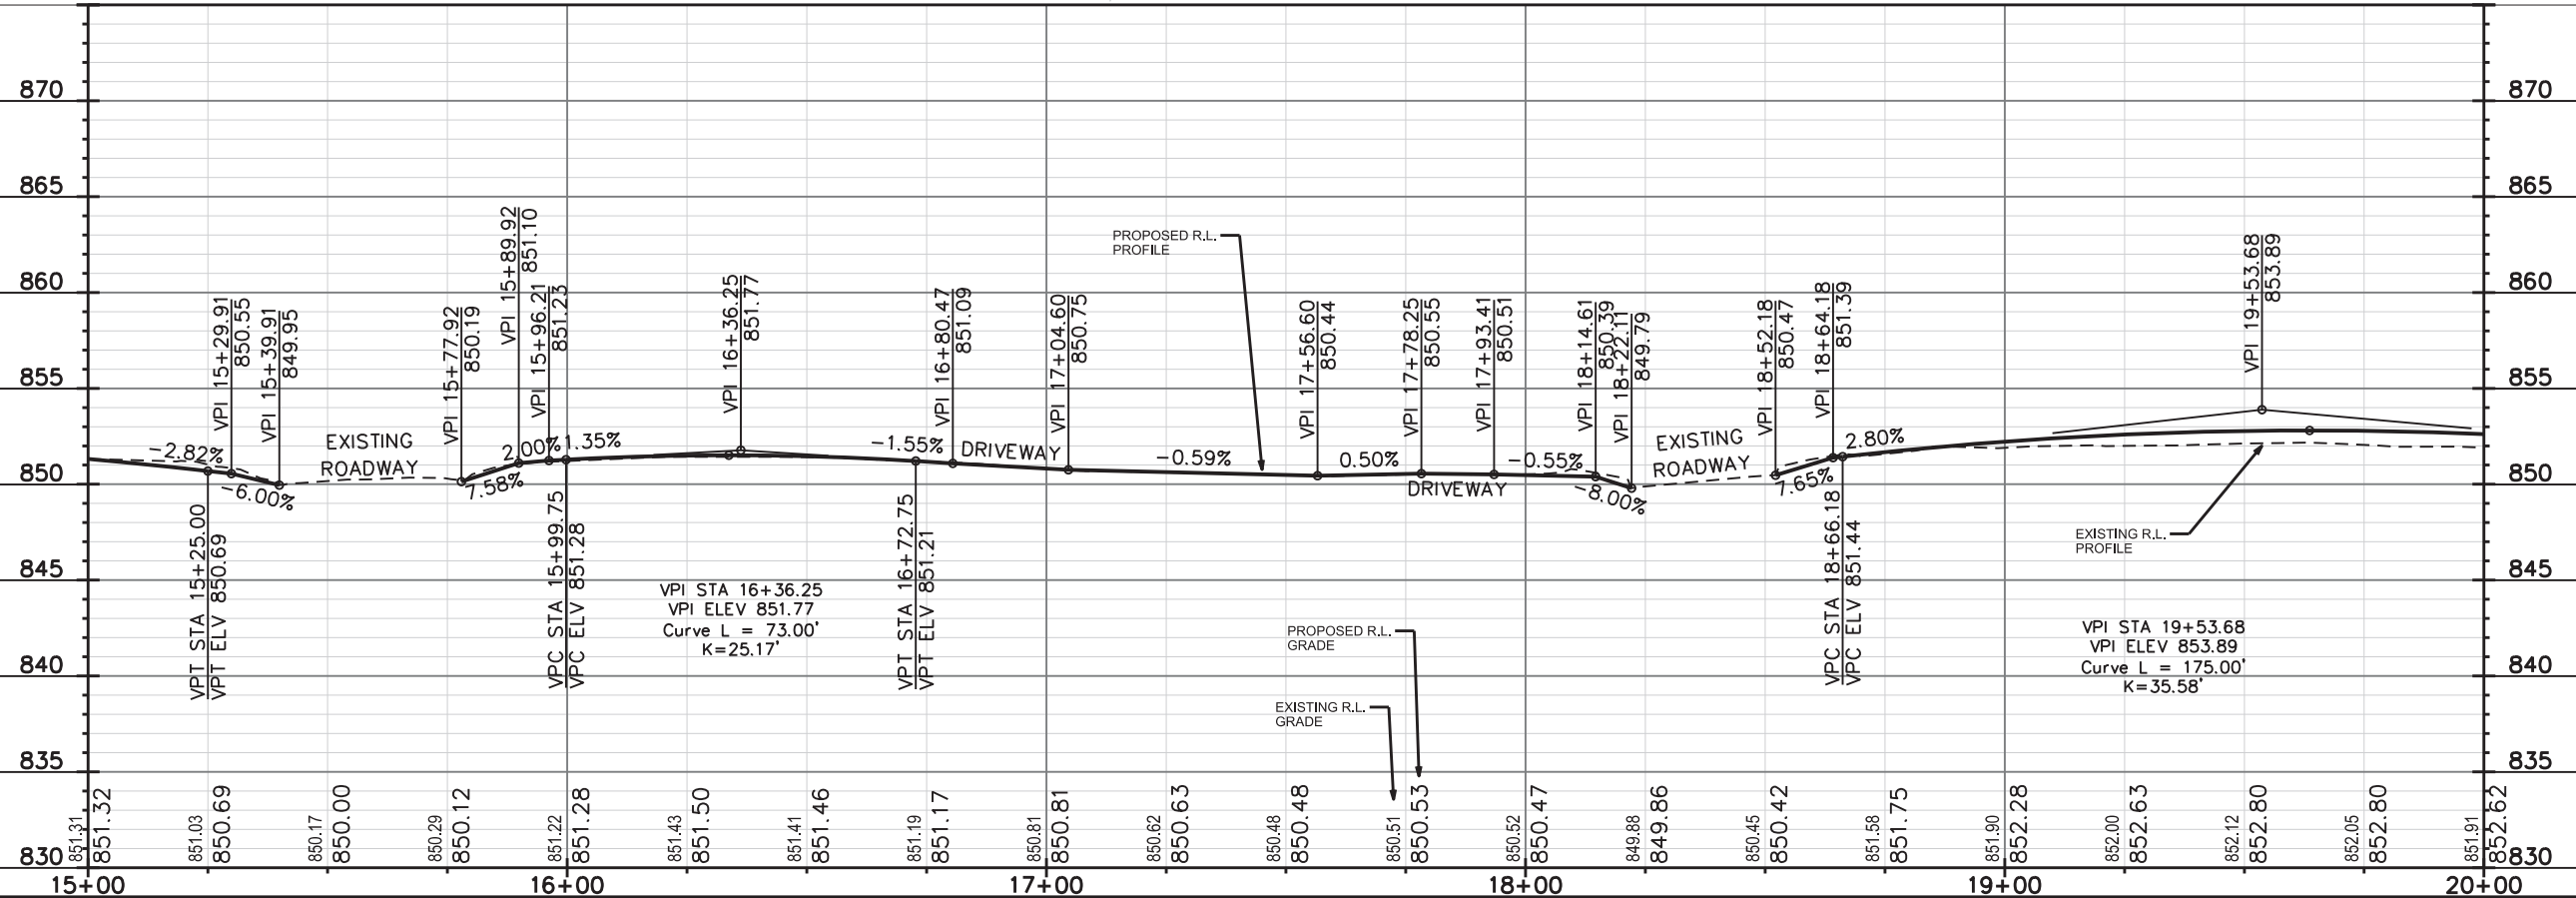 870
865
860
855
850
845
840
835
830
870
865
860
855
850
845
840
835
830
-2.82%
VPI 15+29.91
850.55
VPI 15+39.91
849.95
-6.00%
EXISTING
ROADWAY
VPI 15+77.92
850.19
7.58%
VPI 15+89.92
851.10
2.00%
VPI 15+96.21
851.23
1.35%
VPI 16+36.25
851.77
-1.55%
VPI 16+80.47
851.09
DRIVEWAY
VPI 17+04.60
850.75
PROPOSED R.L.
PROFILE
-0.59%
VPI 17+56.60
850.44
0.50%
VPI 17+78.25
850.55
DRIVEWAY
VPI 17+93.41
850.51
-0.55%
VPI 18+14.61
850.39
VPI 18+22.11
849.79
-8.00%
EXISTING
ROADWAY
VPI 18+52.18
850.47
7.65%
VPI 18+64.18
851.39
2.80%
VPI 19+53.68
853.89
EXISTING R.L.
PROFILE
VPT STA 15+25.00
VPT ELV 850.69
VPC STA 15+99.75
VPC ELV 851.28
VPI STA 16+36.25
VPI ELEV 851.77
Curve L = 73.00'
K=25.17'
VPT STA 16+72.75
VPT ELV 851.21
PROPOSED R.L.
GRADE
EXISTING R.L.
GRADE
VPC STA 18+66.18
VPC ELV 851.44
VPI STA 19+53.68
VPI ELEV 853.89
Curve L = 175.00'
K=35.58'
851.31
851.32
851.03
850.69
850.17
850.00
850.29
850.12
851.22
851.28
851.43
851.50
851.41
851.46
851.19
851.17
850.81
850.81
850.62
850.63
850.48
850.48
850.51
850.53
850.52
850.47
849.88
849.86
850.45
850.42
851.58
851.75
851.90
852.28
852.00
852.63
852.12
852.80
852.05
852.80
851.91
852.62
15+00
16+00
17+00
18+00
19+00
20+00